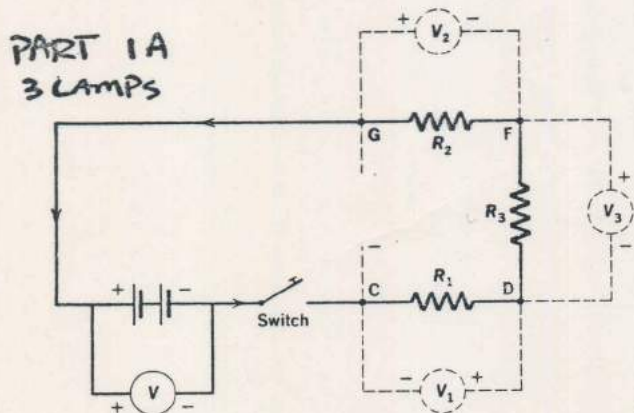 PART 1A
3 LAMPS
+ V₂ −
G R₂ F
R₃
+ V₃ −
+ −
Switch
−
C R₁ D
+ V −
− V₁ +